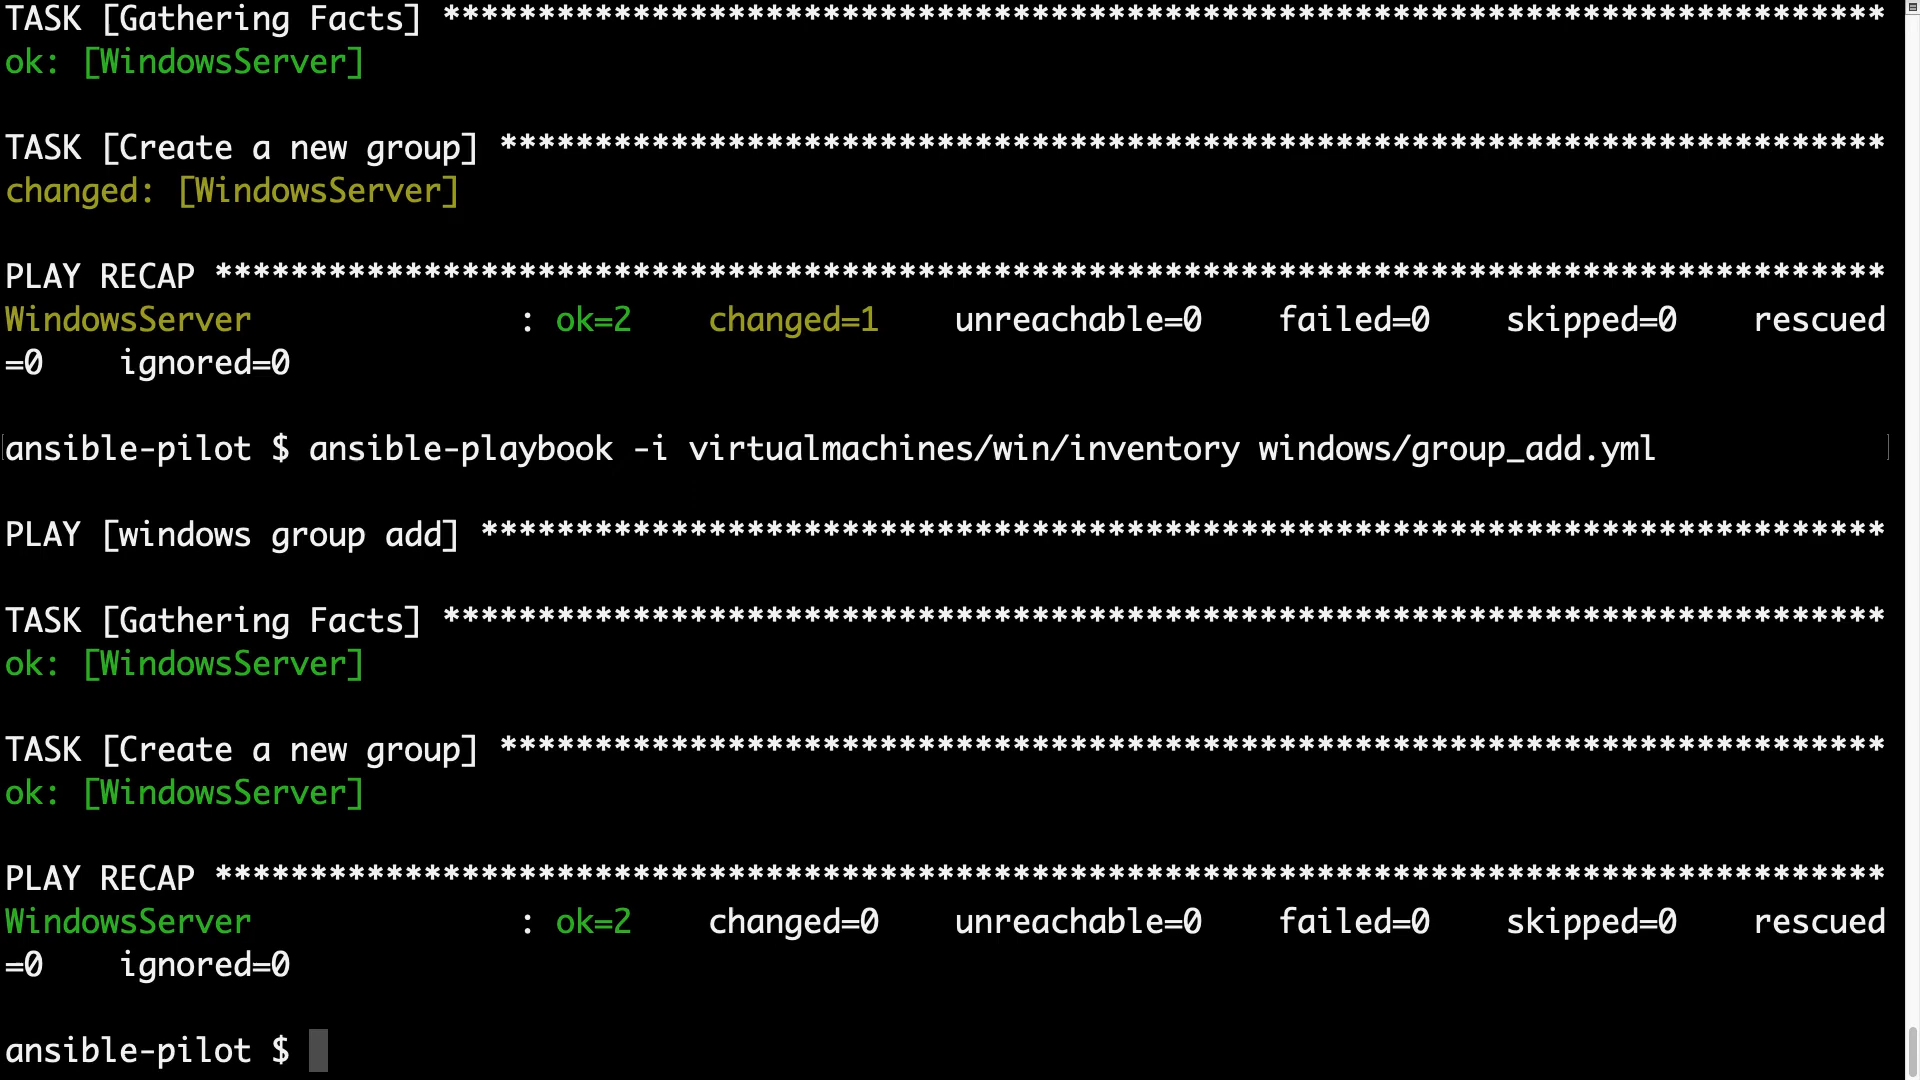 TASK [Gathering Facts] ****************************************************************************
ok: [WindowsServer]
TASK [Create a new group] *************************************************************************
changed: [WindowsServer]
PLAY RECAP ****************************************************************************************
WindowsServer              : ok=2    changed=1    unreachable=0    failed=0    skipped=0    rescued
=0    ignored=0
ansible-pilot $ ansible-playbook -i virtualmachines/win/inventory windows/group_add.yml
PLAY [windows group add] **************************************************************************
TASK [Gathering Facts] ****************************************************************************
ok: [WindowsServer]
TASK [Create a new group] *************************************************************************
ok: [WindowsServer]
PLAY RECAP ****************************************************************************************
WindowsServer              : ok=2    changed=0    unreachable=0    failed=0    skipped=0    rescued
=0    ignored=0
ansible-pilot $